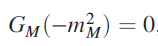 $G_M(-m_M^2) = 0$,